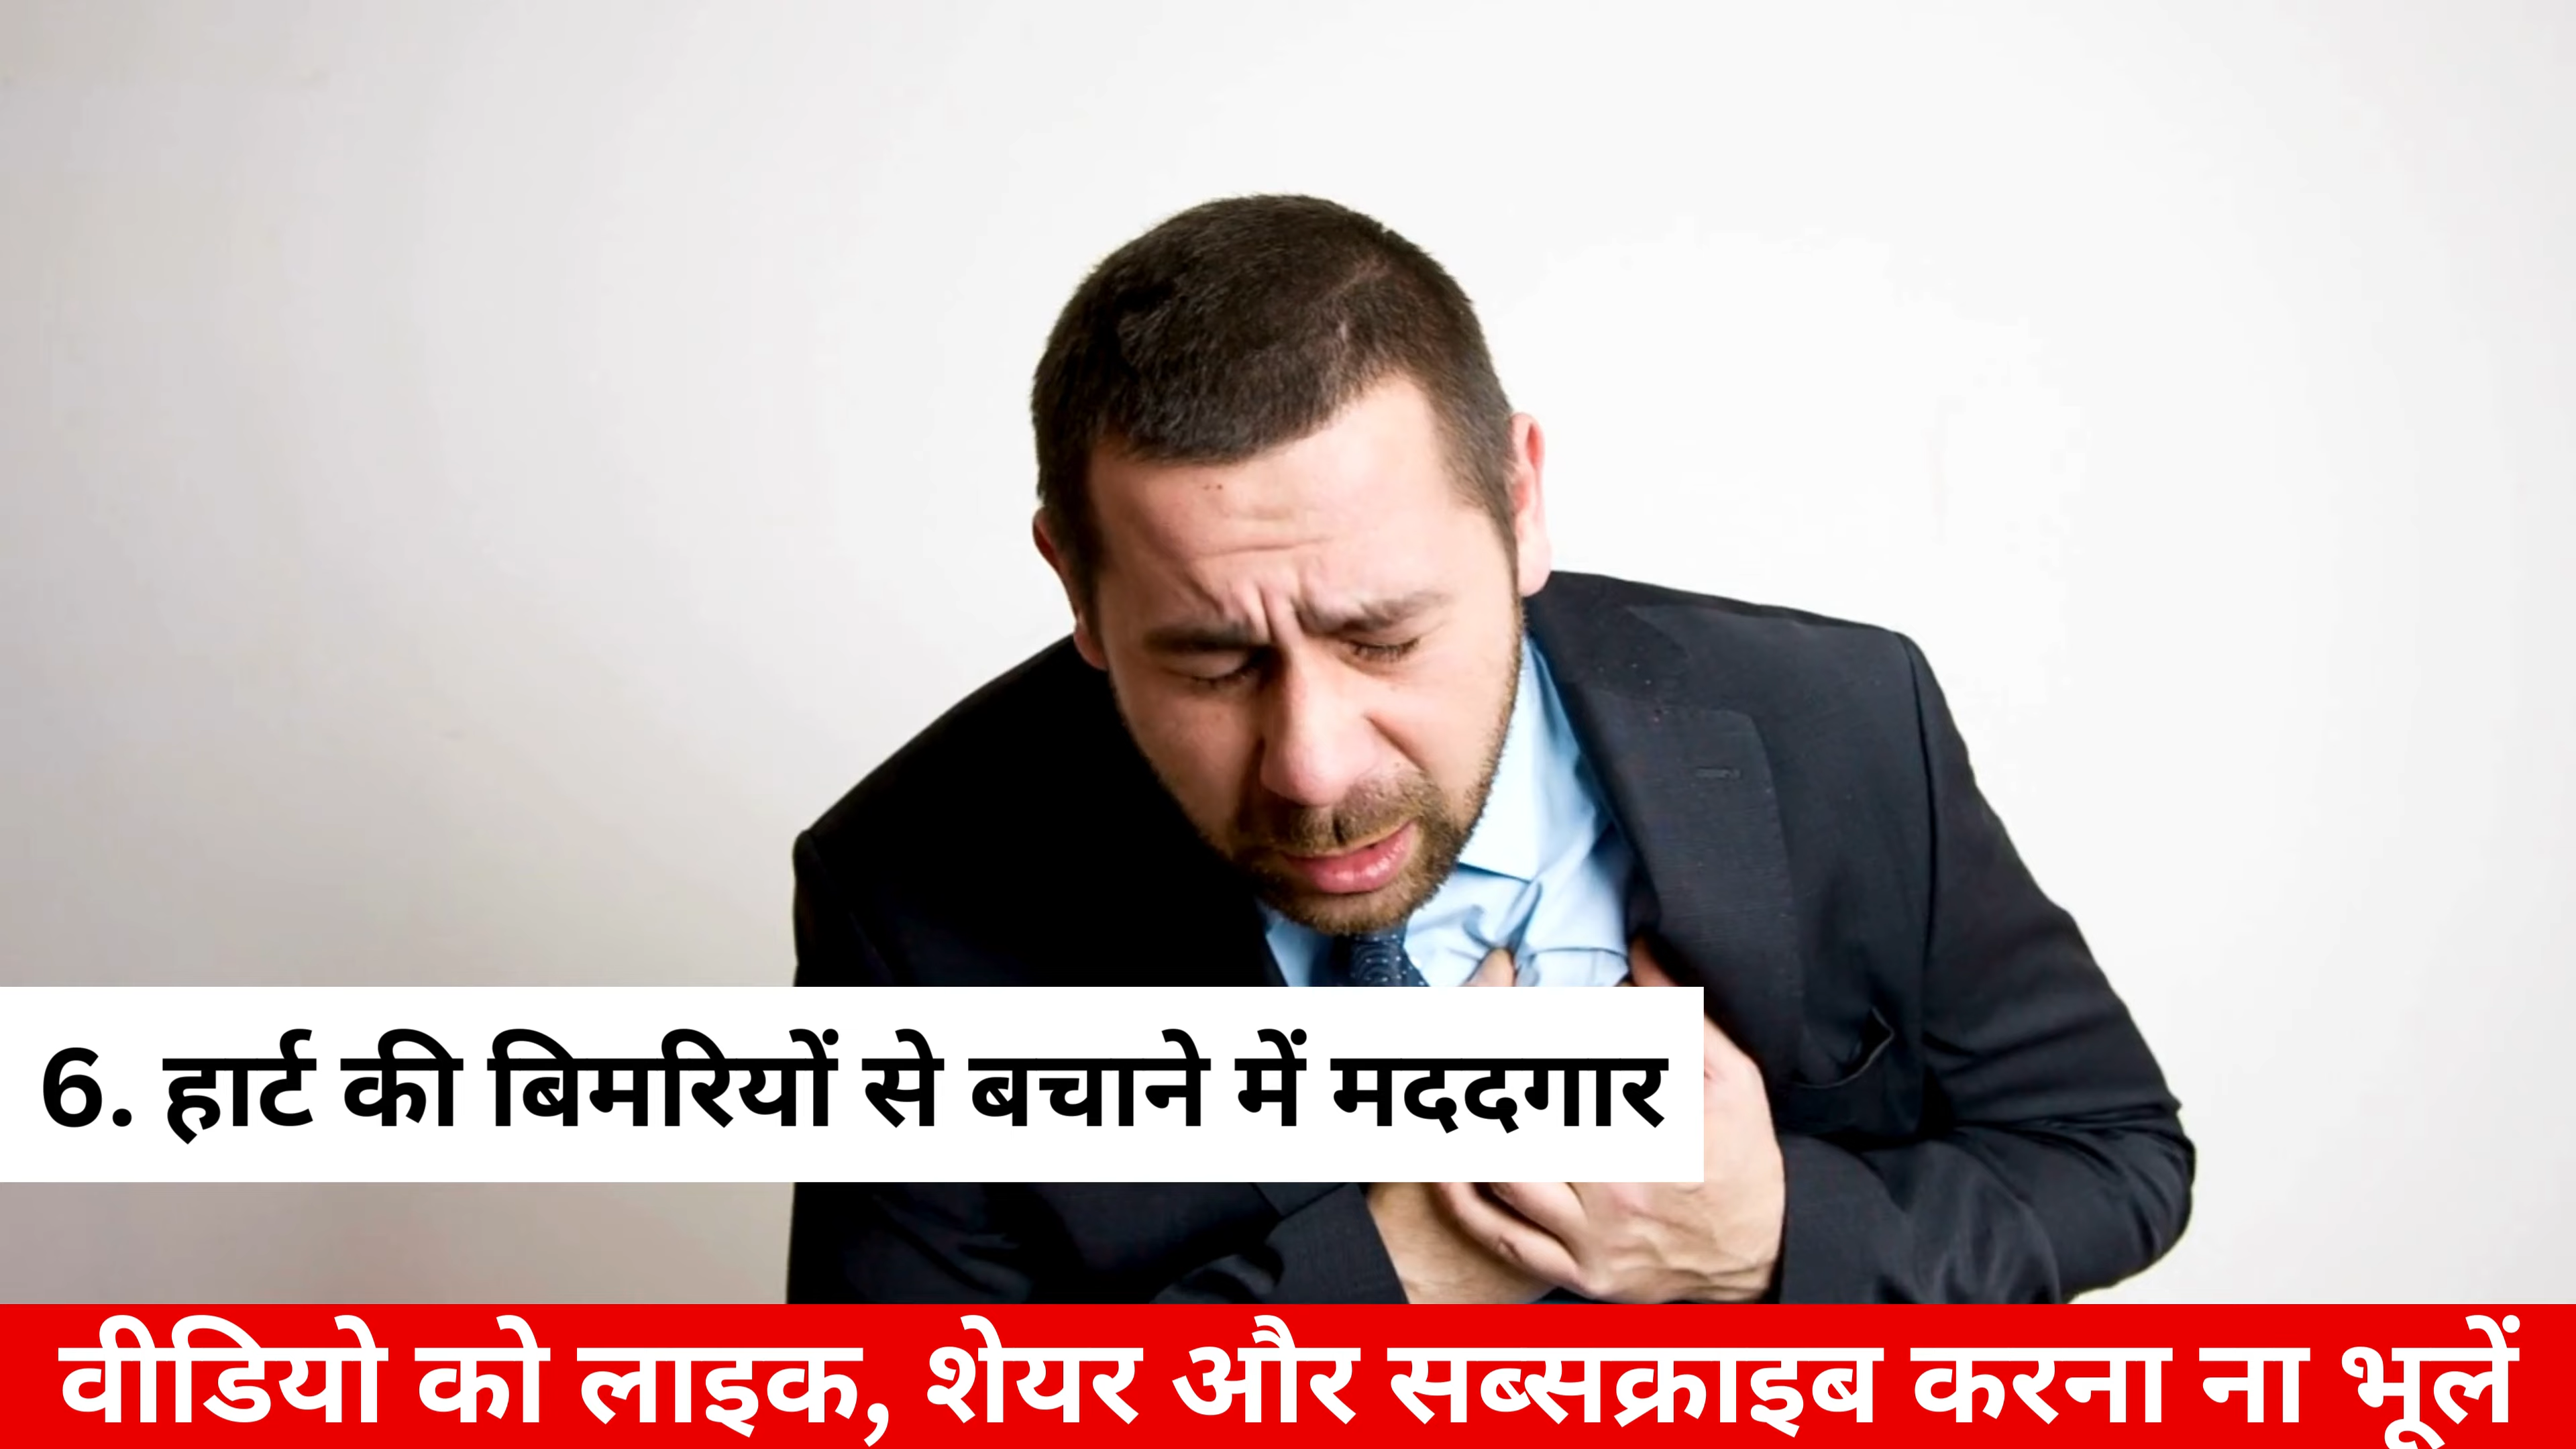 6. हार्ट की बिमरियों से बचाने में मददगार
वीडियो को लाइक, शेयर और सब्सक्राइब करना ना भूलें